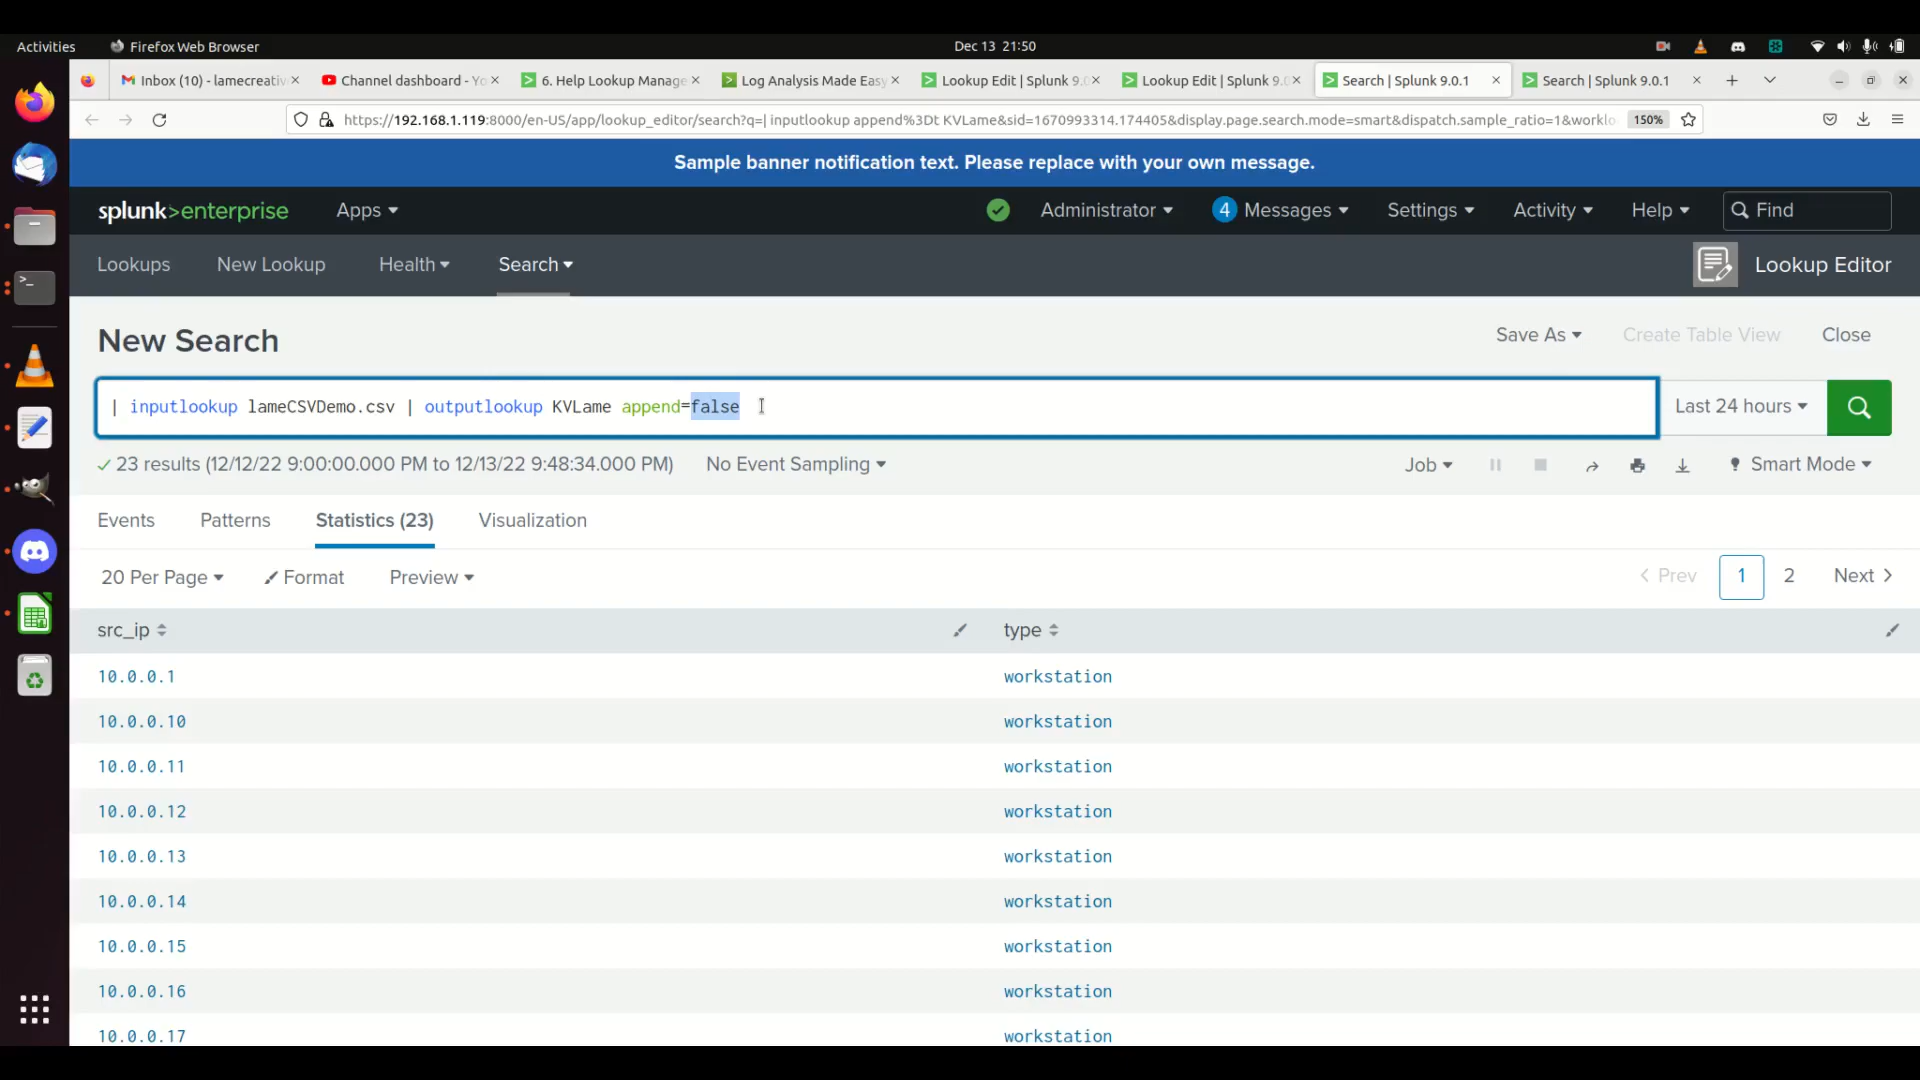 Activities Firefox Web Browser Dec 13 21:50
Inbox (10) - lamecreativ Channel dashboard - Yo 6. Help Lookup Manage Log Analysis Made Easy Lookup Edit | Splunk 9.0 Lookup Edit | Splunk 9.0 Search | Splunk 9.0.1 Search | Splunk 9.0.1
https://192.168.1.119:8000/en-US/app/lookup_editor/search?q=| inputlookup append%3Dt KVLame&sid=1670993314.174405&display.page.search.mode=smart&dispatch.sample_ratio=1&worklo 150%
Sample banner notification text. Please replace with your own message.
splunk>enterprise Apps Administrator 4 Messages Settings Activity Help Find
Lookups New Lookup Health Search Lookup Editor
New Search Save As Create Table View Close
| inputlookup lameCSVDemo.csv | outputlookup KVLame append=false Last 24 hours
23 results (12/12/22 9:00:00.000 PM to 12/13/22 9:48:34.000 PM) No Event Sampling Job Smart Mode
Events Patterns Statistics (23) Visualization
20 Per Page Format Preview Prev 1 2 Next
src_ip type
10.0.0.1 workstation
10.0.0.10 workstation
10.0.0.11 workstation
10.0.0.12 workstation
10.0.0.13 workstation
10.0.0.14 workstation
10.0.0.15 workstation
10.0.0.16 workstation
10.0.0.17 workstation